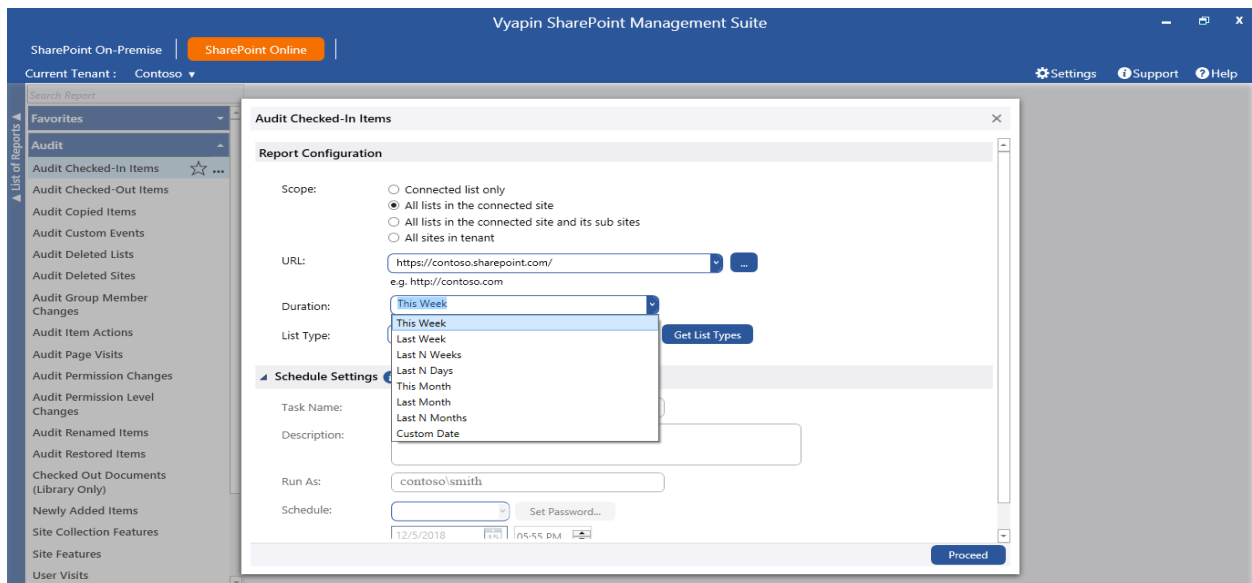 Vyapin SharePoint Management Suite
SharePoint On-Premise
SharePoint Online
Current Tenant : Contoso
Settings Support Help
List of Reports
Search Report
Favorites
Audit
Audit Checked-In Items ...
Audit Checked-Out Items
Audit Copied Items
Audit Custom Events
Audit Deleted Lists
Audit Deleted Sites
Audit Group Member
Changes
Audit Item Actions
Audit Page Visits
Audit Permission Changes
Audit Permission Level
Changes
Audit Renamed Items
Audit Restored Items
Checked Out Documents
(Library Only)
Newly Added Items
Site Collection Features
Site Features
User Visits
Audit Checked-In Items
Report Configuration
Scope:
Connected list only
All lists in the connected site
All lists in the connected site and its sub sites
All sites in tenant
URL: https://contoso.sharepoint.com/ ...
e.g. http://contoso.com
Duration: This Week
This Week
Last Week
Last N Weeks
Last N Days
This Month
Last Month
Last N Months
Custom Date
List Type: Get List Types
Schedule Settings
Task Name:
Description:
Run As: contoso\smith
Schedule: Set Password...
12/5/2018 15 05:55 PM
Proceed